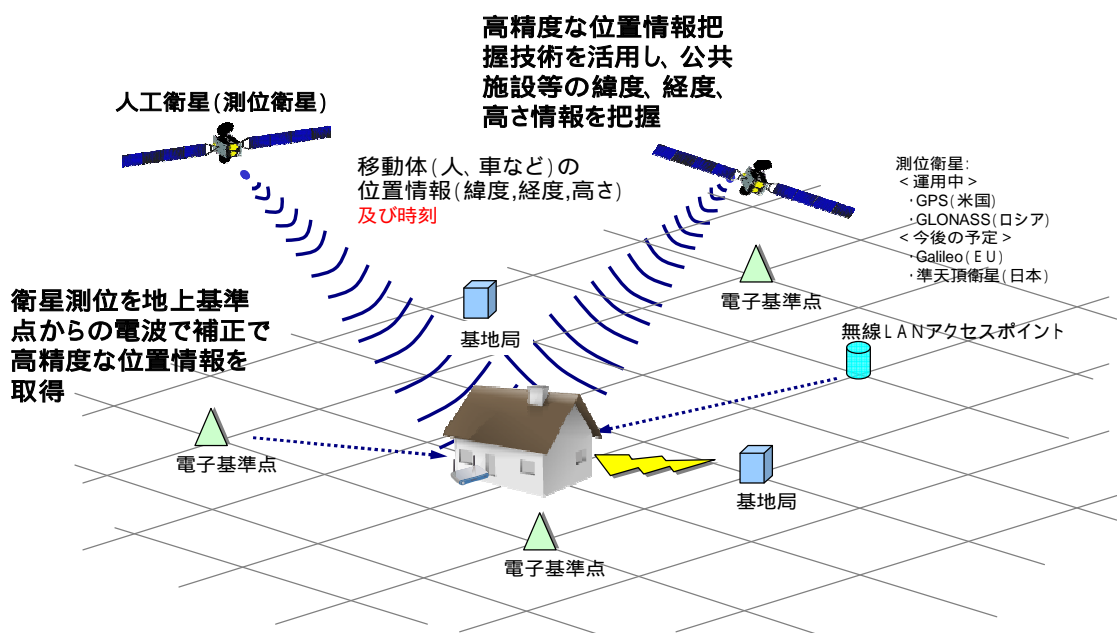 高精度な位置情報把
握技術を活用し、公共
施設等の緯度、経度、
高さ情報を把握
人工衛星(測位衛星)
移動体(人、車など)の
位置情報(緯度,経度,高さ)
及び時刻
測位衛星:
<運用中>
・GPS(米国)
・GLONASS(ロシア)
<今後の予定>
・Galileo(EU)
・準天頂衛星(日本)
衛星測位を地上基準
点からの電波で補正で
高精度な位置情報を
取得
電子基準点
基地局
無線LANアクセスポイント
電子基準点
基地局
電子基準点